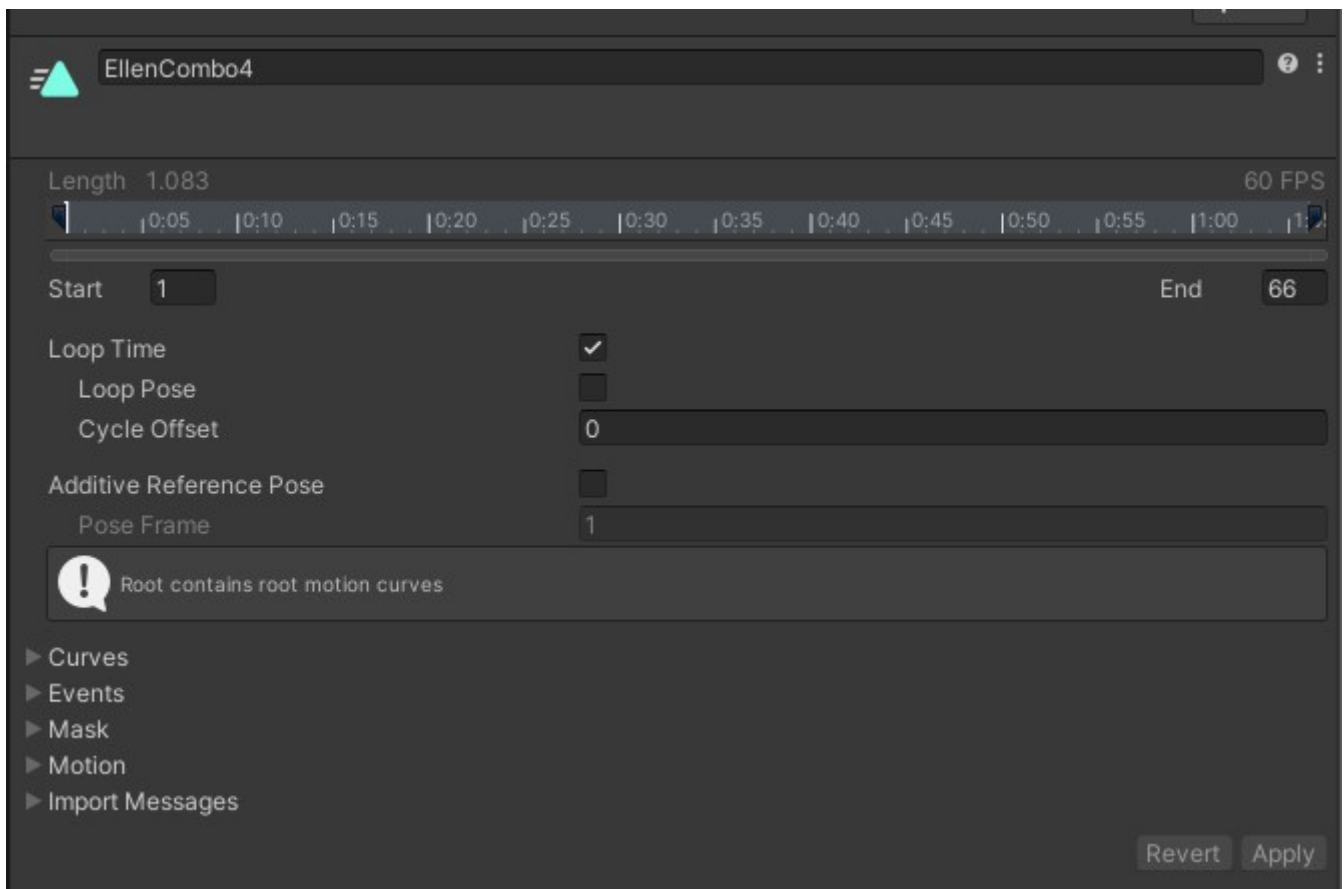 EllenCombo4
Length 1.083 60 FPS
0:05 0:10 0:15 0:20 0:25 0:30 0:35 0:40 0:45 0:50 0:55 1:00
Start 1 End 66
Loop Time
Loop Pose
Cycle Offset 0
Additive Reference Pose
Pose Frame 1
Root contains root motion curves
Curves
Events
Mask
Motion
Import Messages
Revert Apply